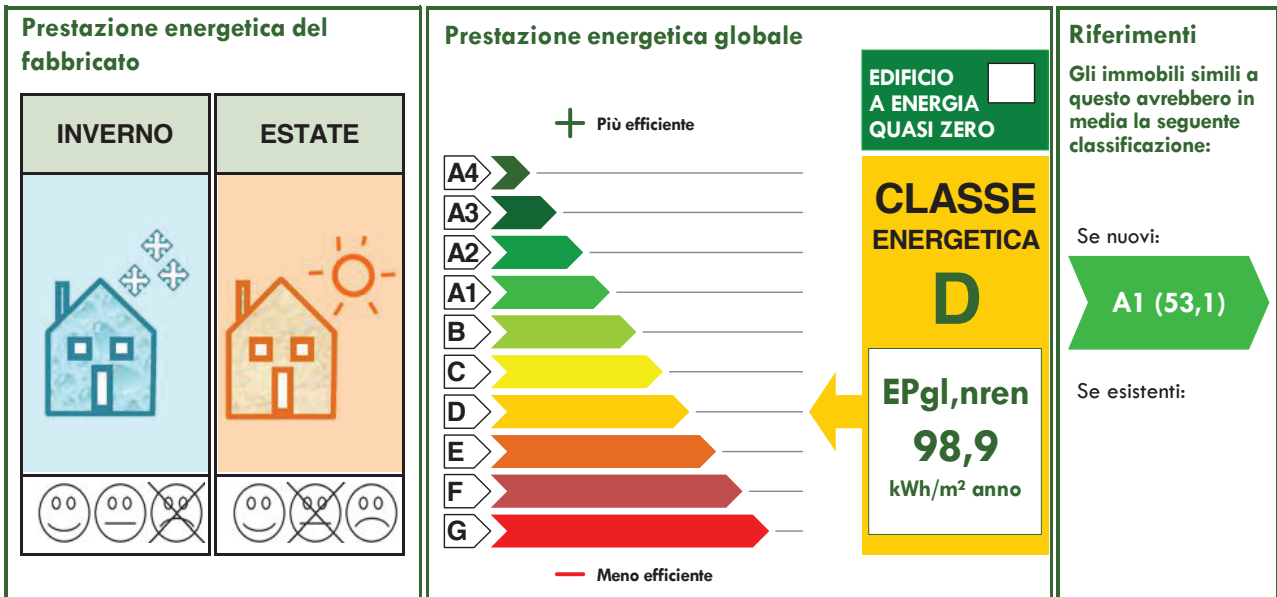 Prestazione energetica del
fabbricato
INVERNO
ESTATE
Prestazione energetica globale
Più efficiente
A4
A3
A2
A1
B
C
D
E
F
G
Meno efficiente
EDIFICIO
A ENERGIA
QUASI ZERO
CLASSE
ENERGETICA
D
EPgl,nren
98,9
kWh/m² anno
Riferimenti
Gli immobili simili a
questo avrebbero in
media la seguente
classificazione:
Se nuovi:
A1 (53,1)
Se esistenti: